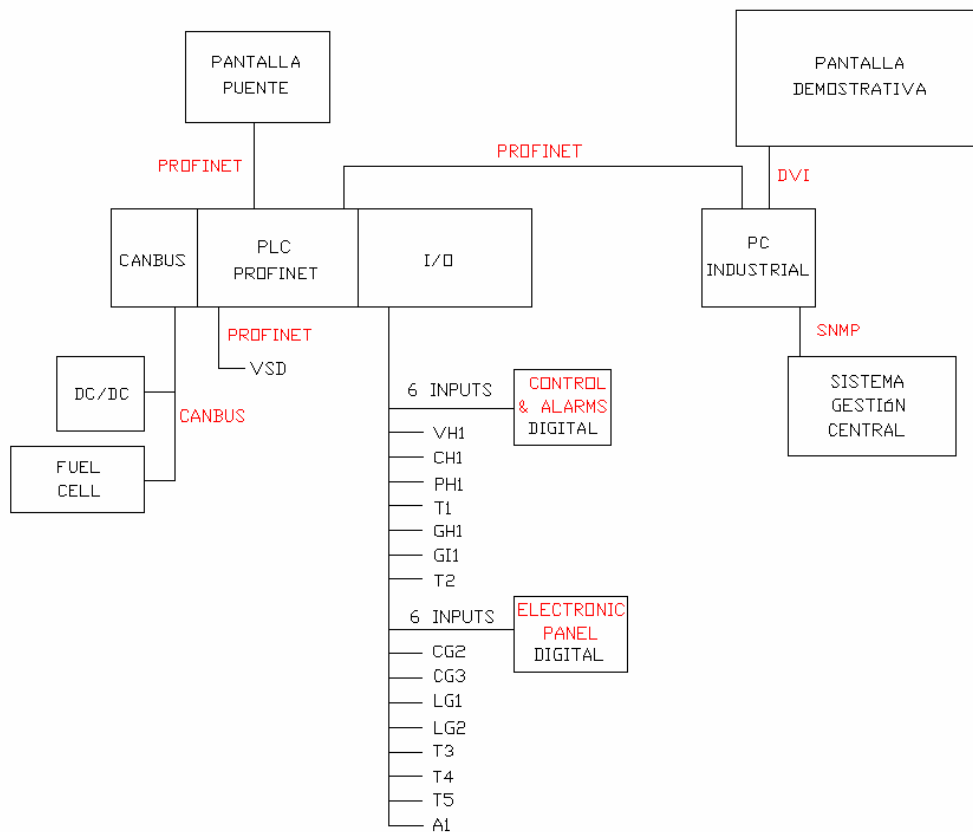 PANTALLA
PUENTE
PANTALLA
DEMOSTRATIVA
PROFINET
PROFINET
DVI
CANBUS
PLC
PROFINET
I/O
PC
INDUSTRIAL
PROFINET
SNMP
VSD
DC/DC
CANBUS
FUEL
CELL
6 INPUTS
CONTROL
& ALARMS
DIGITAL
SISTEMA
GESTIóN
CENTRAL
VH1
CH1
PH1
T1
GH1
GI1
T2
6 INPUTS
ELECTRONIC
PANEL
DIGITAL
CG2
CG3
LG1
LG2
T3
T4
T5
A1